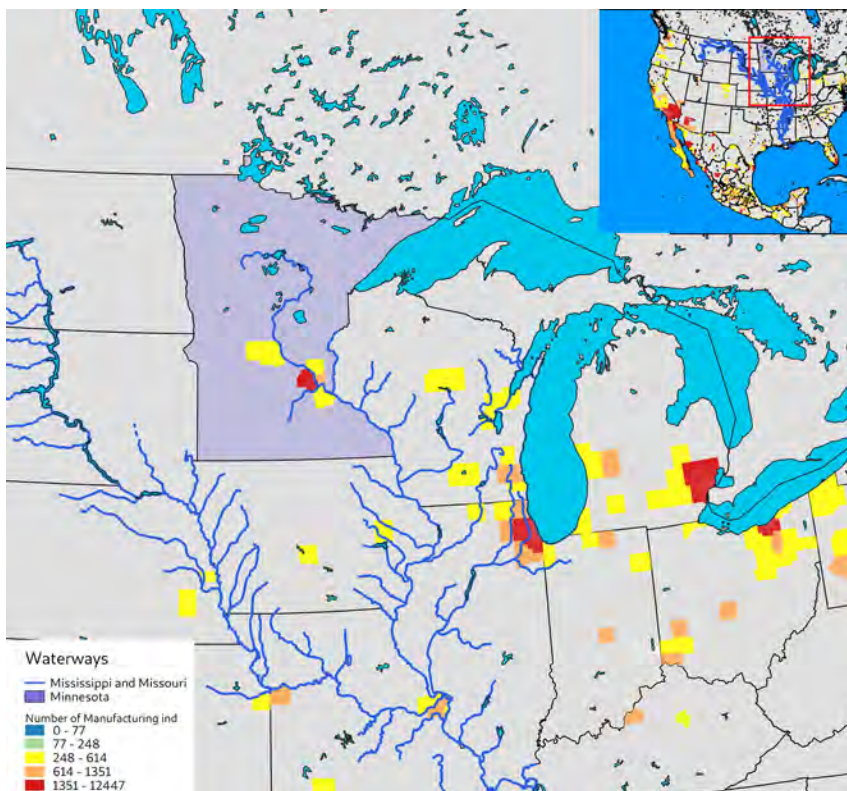 Waterways
Mississippi and Missouri
Minnesota
Number of Manufacturing ind
0 - 77
77 - 248
248 - 614
614 - 1351
1351 - 12447